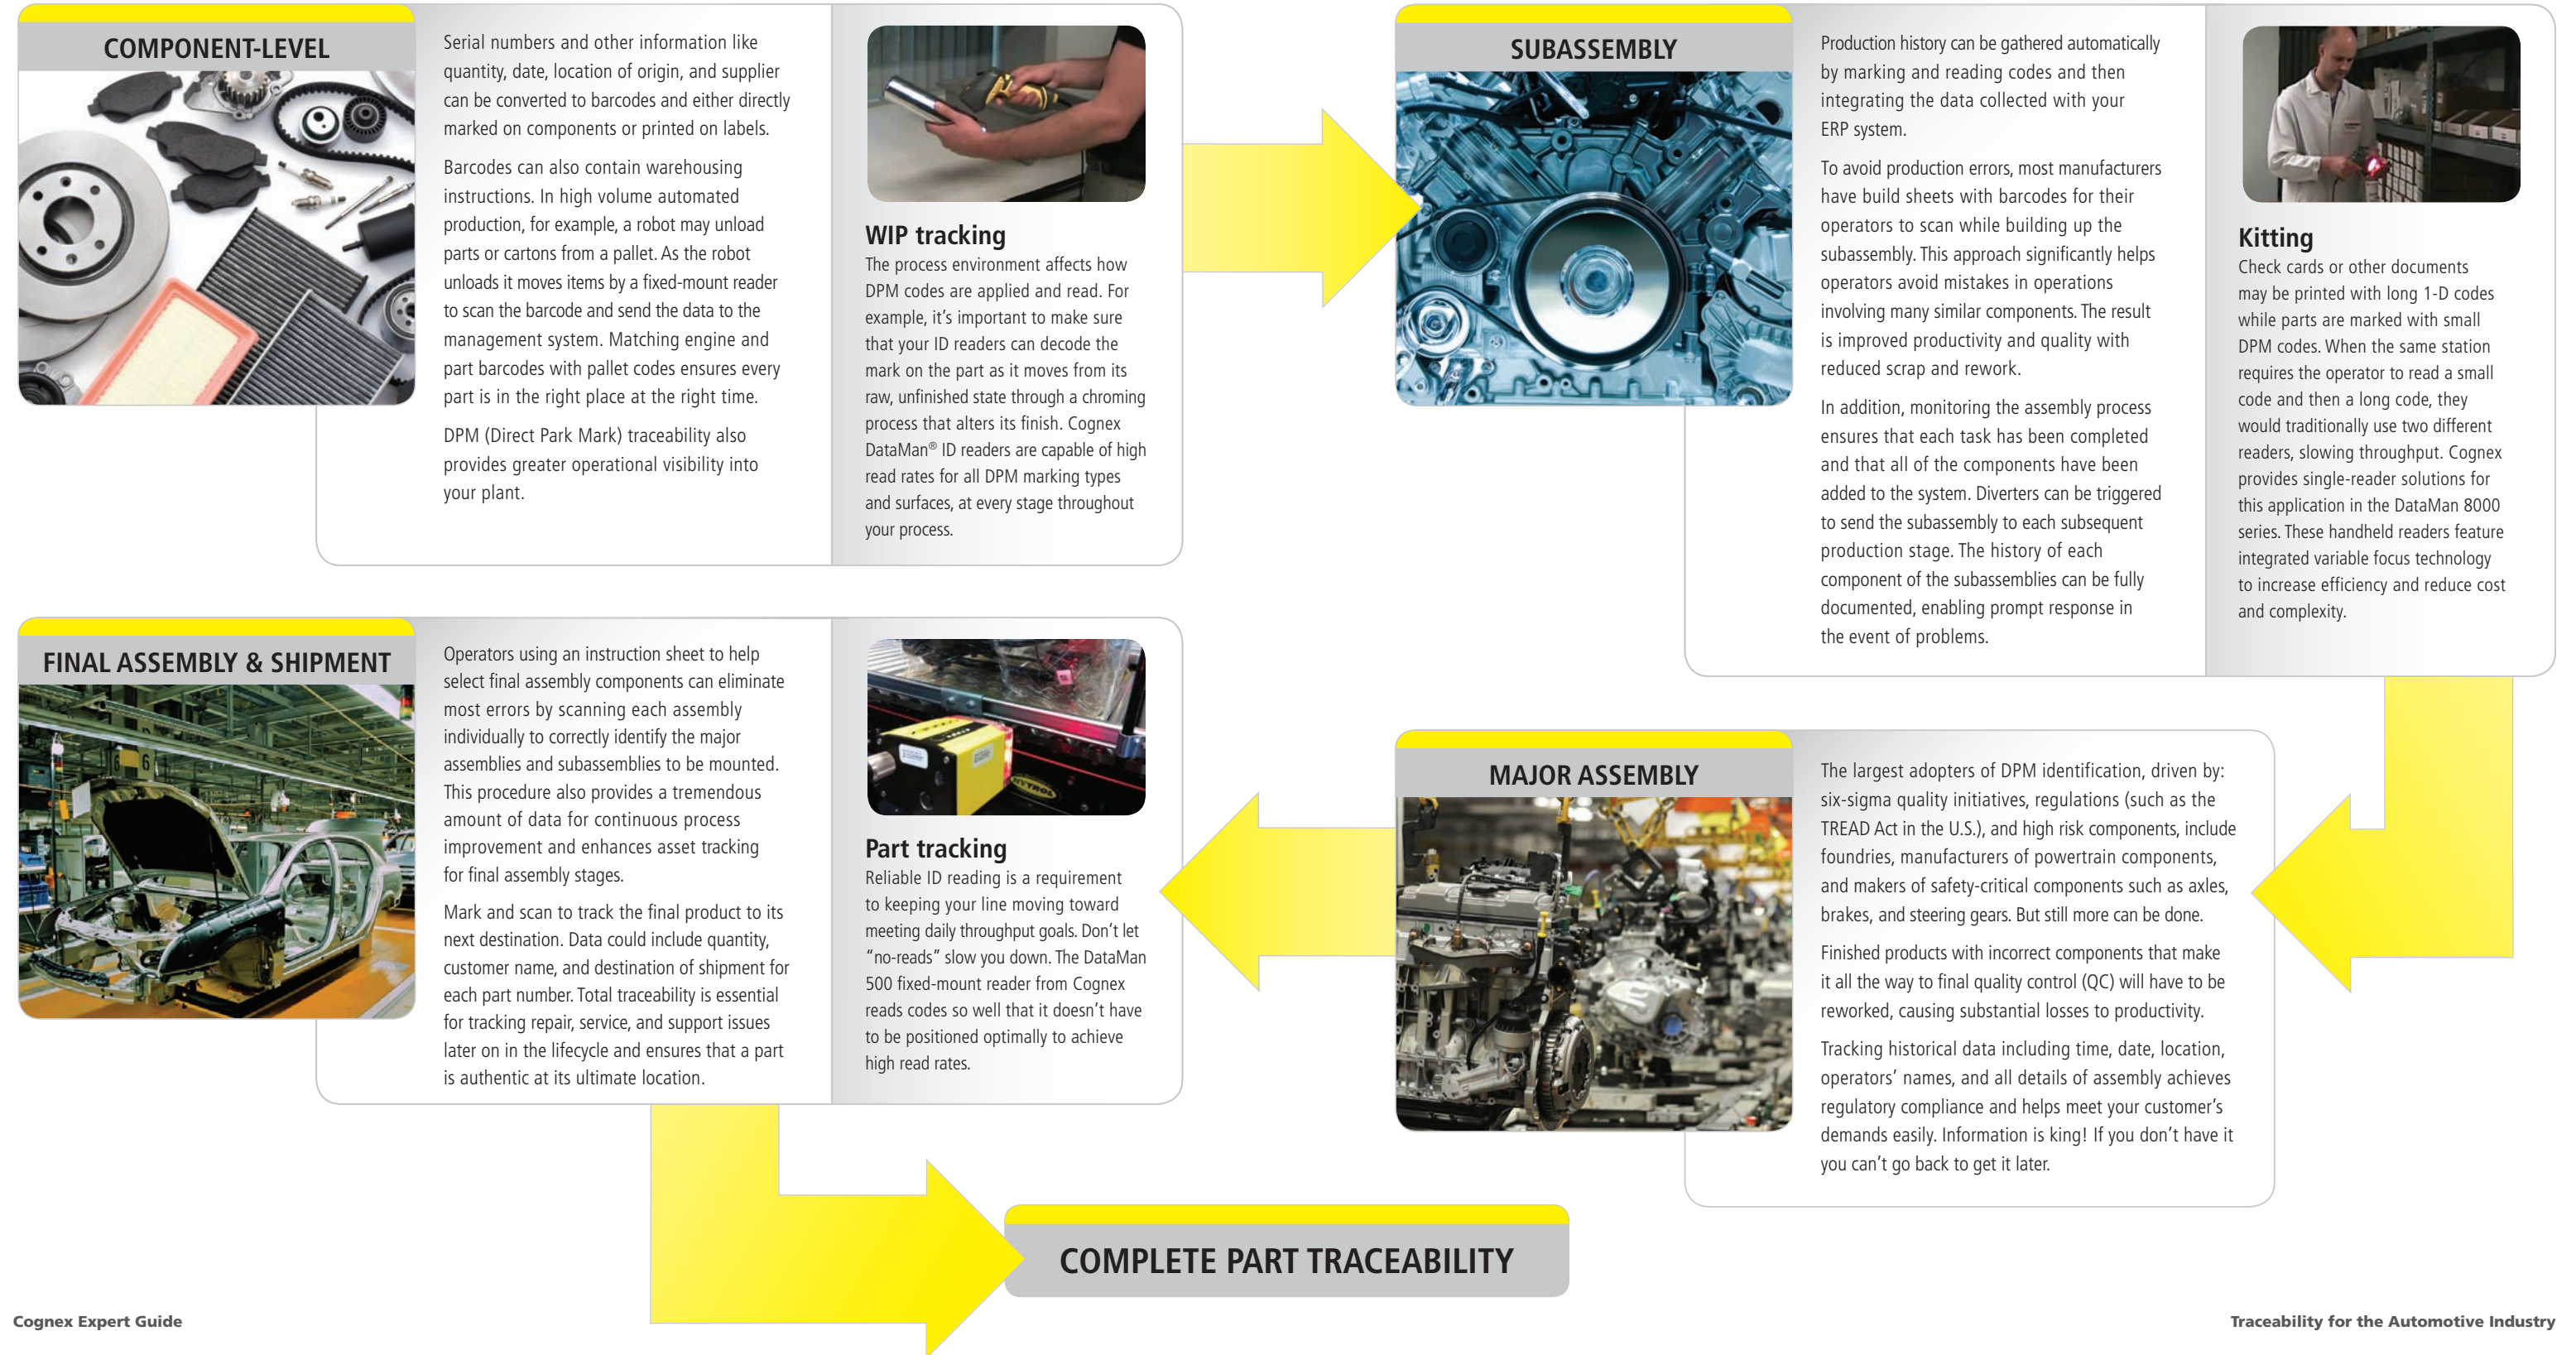 COMPONENT-LEVEL
Serial numbers and other information like
quantity, date, location of origin, and supplier
can be converted to barcodes and either directly
marked on components or printed on labels.
Barcodes can also contain warehousing
instructions. In high volume automated
production, for example, a robot may unload
parts or cartons from a pallet. As the robot
unloads it moves items by a fixed-mount reader
to scan the barcode and send the data to the
management system. Matching engine and
part barcodes with pallet codes ensures every
part is in the right place at the right time.
DPM (Direct Park Mark) traceability also
provides greater operational visibility into
your plant.
WIP tracking
The process environment affects how
DPM codes are applied and read. For
example, it's important to make sure
that your ID readers can decode the
mark on the part as it moves from its
raw, unfinished state through a chroming
process that alters its finish. Cognex
DataMan® ID readers are capable of high
read rates for all DPM marking types
and surfaces, at every stage throughout
your process.
SUBASSEMBLY
Production history can be gathered automatically
by marking and reading codes and then
integrating the data collected with your
ERP system.
To avoid production errors, most manufacturers
have build sheets with barcodes for their
operators to scan while building up the
subassembly. This approach significantly helps
operators avoid mistakes in operations
involving many similar components. The result
is improved productivity and quality with
reduced scrap and rework.
In addition, monitoring the assembly process
ensures that each task has been completed
and that all of the components have been
added to the system. Diverters can be triggered
to send the subassembly to each subsequent
production stage. The history of each
component of the subassemblies can be fully
documented, enabling prompt response in
the event of problems.
Kitting
Check cards or other documents
may be printed with long 1-D codes
while parts are marked with small
DPM codes. When the same station
requires the operator to read a small
code and then a long code, they
would traditionally use two different
readers, slowing throughput. Cognex
provides single-reader solutions for
this application in the DataMan 8000
series. These handheld readers feature
integrated variable focus technology
to increase efficiency and reduce cost
and complexity.
MAJOR ASSEMBLY
The largest adopters of DPM identification, driven by:
six-sigma quality initiatives, regulations (such as the
TREAD Act in the U.S.), and high risk components, include
foundries, manufacturers of powertrain components,
and makers of safety-critical components such as axles,
brakes, and steering gears. But still more can be done.
Finished products with incorrect components that make
it all the way to final quality control (QC) will have to be
reworked, causing substantial losses to productivity.
Tracking historical data including time, date, location,
operators' names, and all details of assembly achieves
regulatory compliance and helps meet your customer's
demands easily. Information is king! If you don't have it
you can't go back to get it later.
FINAL ASSEMBLY & SHIPMENT
6
Operators using an instruction sheet to help
select final assembly components can eliminate
most errors by scanning each assembly
individually to correctly identify the major
assemblies and subassemblies to be mounted.
This procedure also provides a tremendous
amount of data for continuous process
improvement and enhances asset tracking
for final assembly stages.
Mark and scan to track the final product to its
next destination. Data could include quantity,
customer name, and destination of shipment for
each part number. Total traceability is essential
for tracking repair, service, and support issues
later on in the lifecycle and ensures that a part
is authentic at its ultimate location.
HYTROL
Part tracking
Reliable ID reading is a requirement
to keeping your line moving toward
meeting daily throughput goals. Don't let
"no-reads" slow you down. The DataMan
500 fixed-mount reader from Cognex
reads codes so well that it doesn't have
to be positioned optimally to achieve
high read rates.
COMPLETE PART TRACEABILITY
Cognex Expert Guide
Traceability for the Automotive Industry